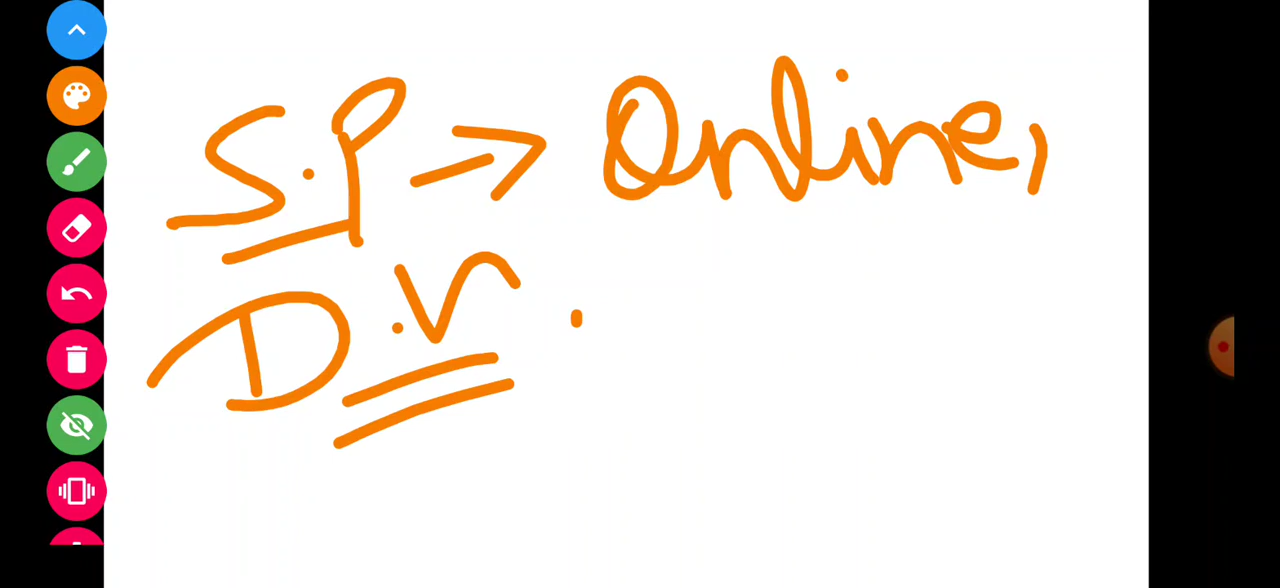 S.P → Online,
D.V.